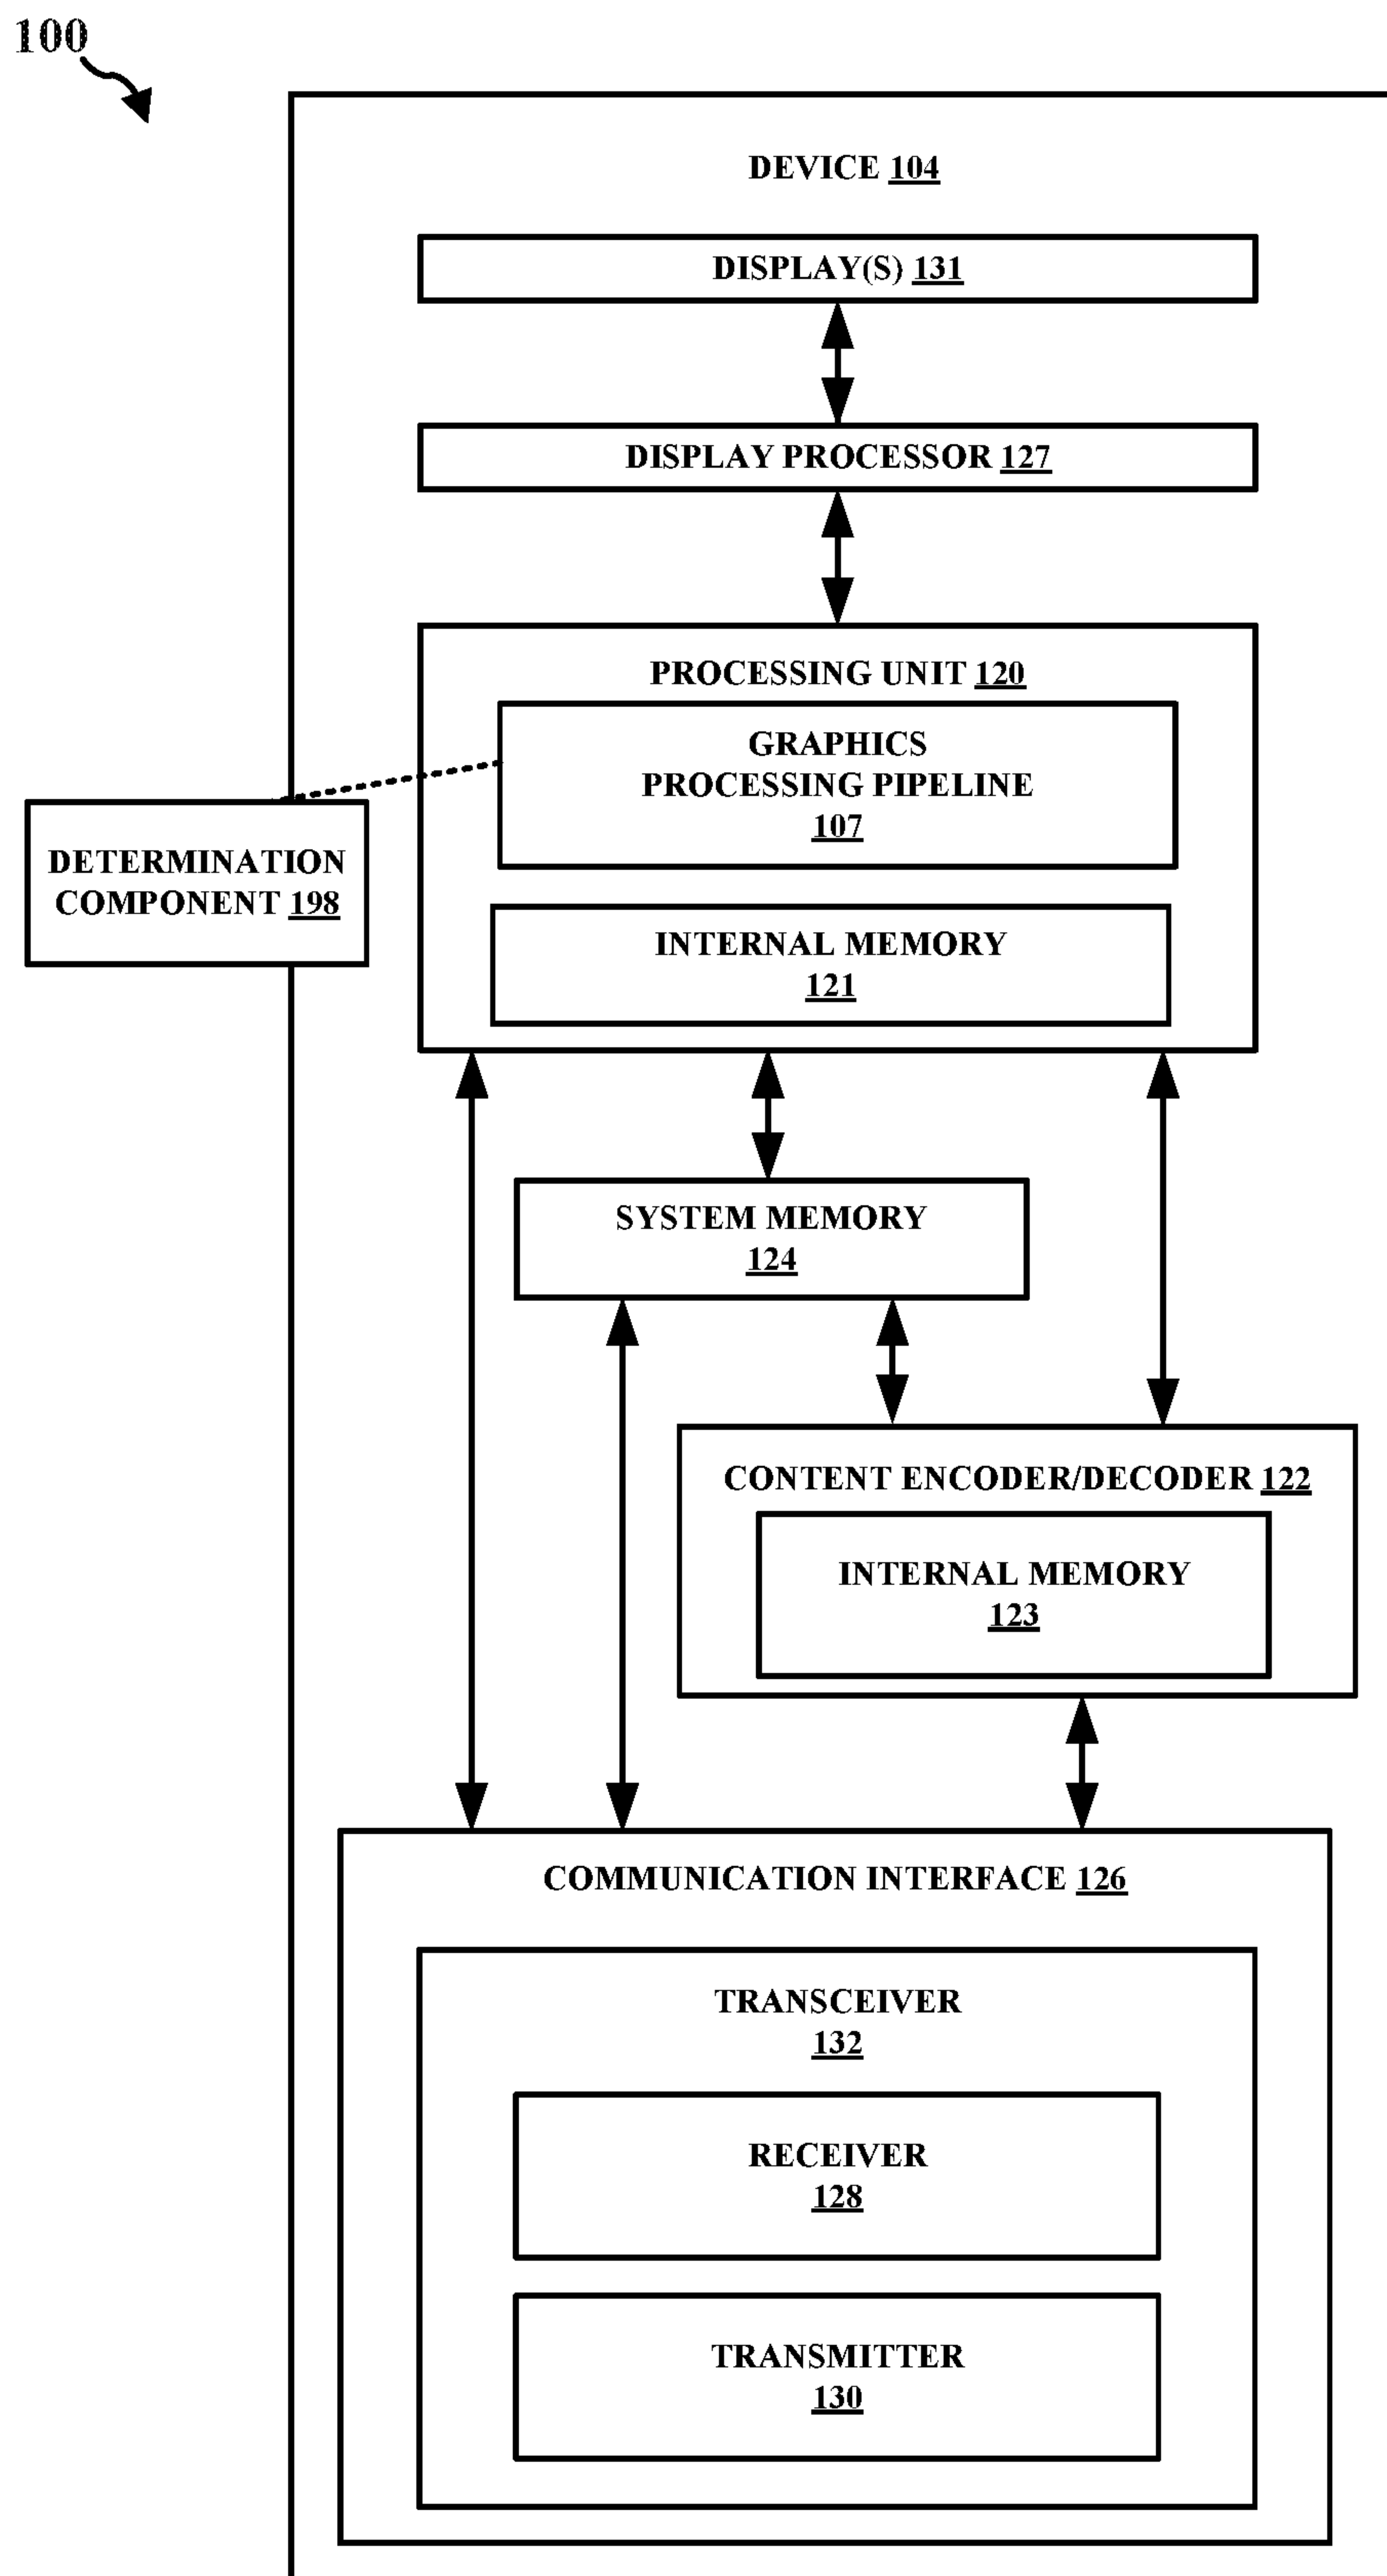 100
DEVICE 104
DISPLAY(S) 131
DISPLAY PROCESSOR 127
PROCESSING UNIT 120
GRAPHICS
PROCESSING PIPELINE
107
DETERMINATION
COMPONENT 198
INTERNAL MEMORY
121
SYSTEM MEMORY
124
CONTENT ENCODER/DECODER 122
INTERNAL MEMORY
123
COMMUNICATION INTERFACE 126
TRANSCEIVER
132
RECEIVER
128
TRANSMITTER
130